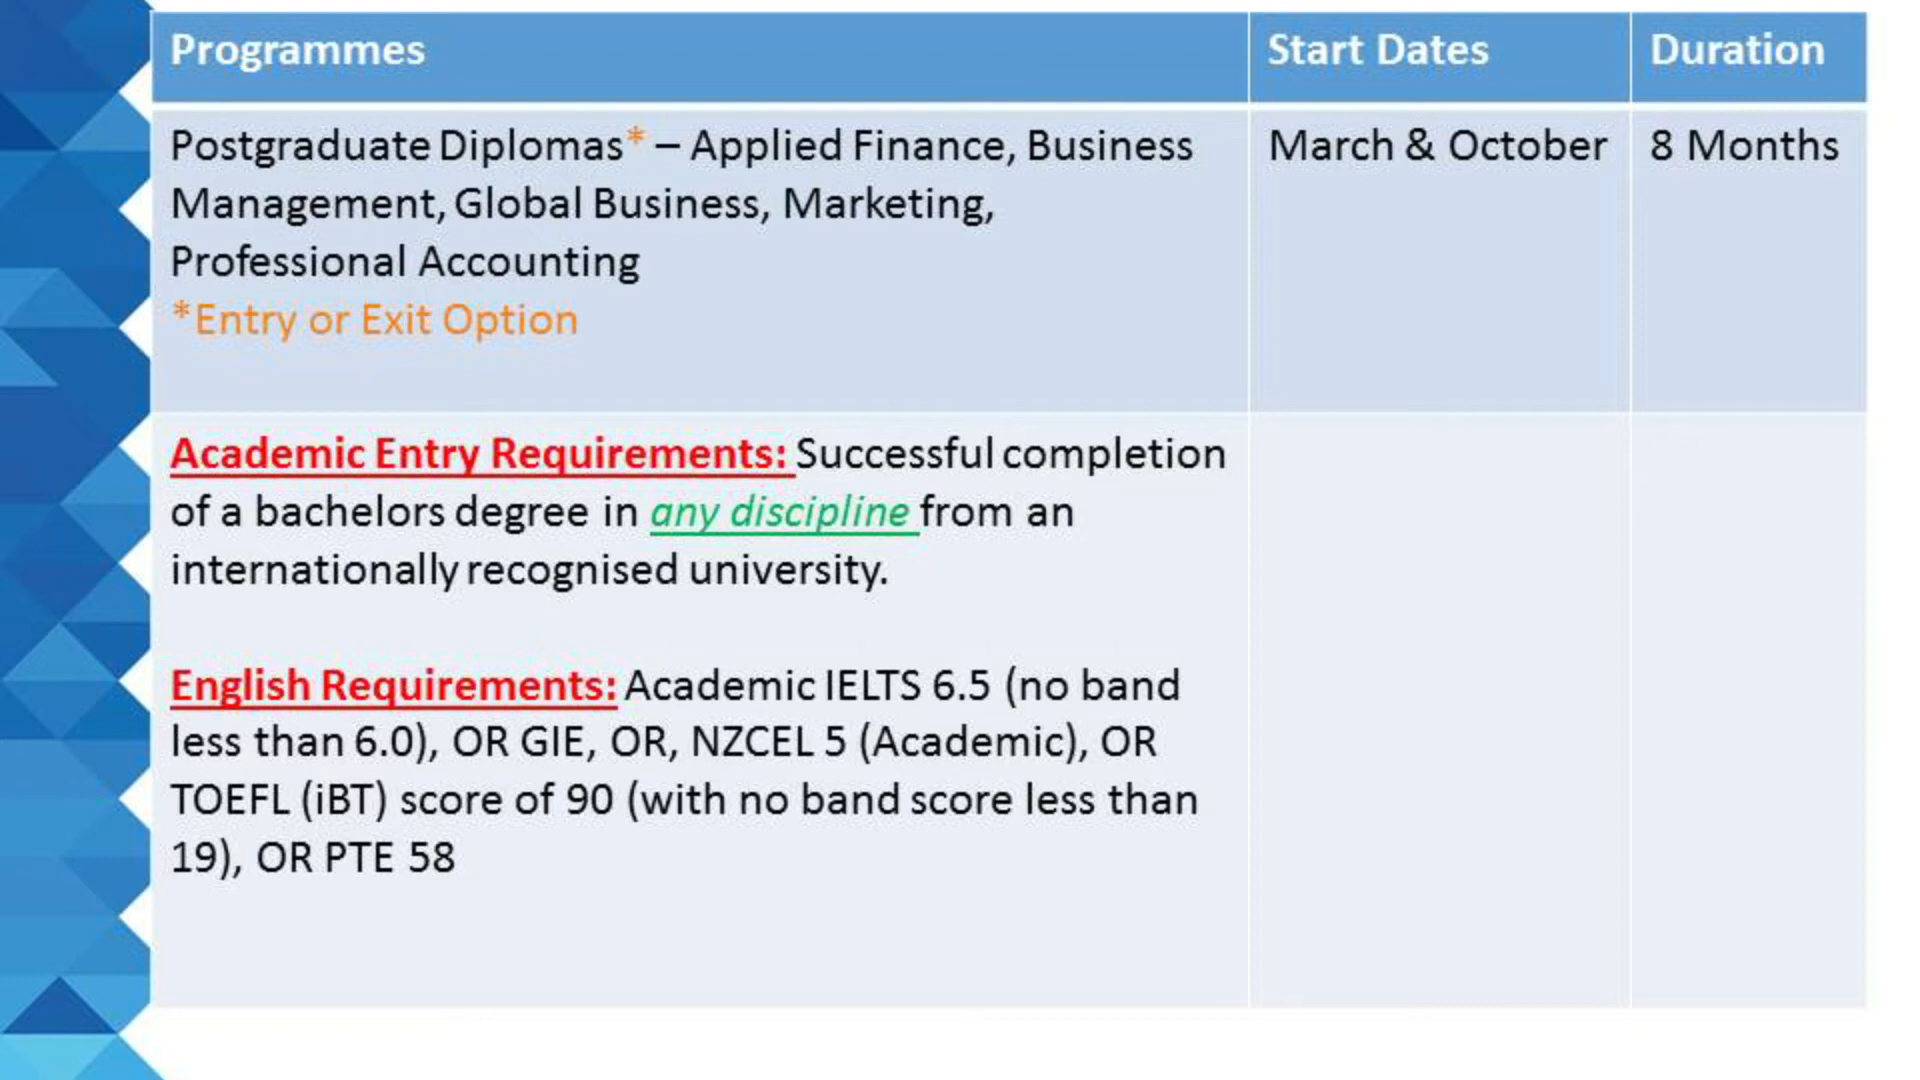 Programmes Start Dates Duration
Postgraduate Diplomas* – Applied Finance, Business March & October 8 Months
Management, Global Business, Marketing,
Professional Accounting
*Entry or Exit Option
Academic Entry Requirements: Successful completion
of a bachelors degree in any discipline from an
internationally recognised university.
English Requirements: Academic IELTS 6.5 (no band
less than 6.0), OR GIE, OR, NZCEL 5 (Academic), OR
TOEFL (iBT) score of 90 (with no band score less than
19), OR PTE 58